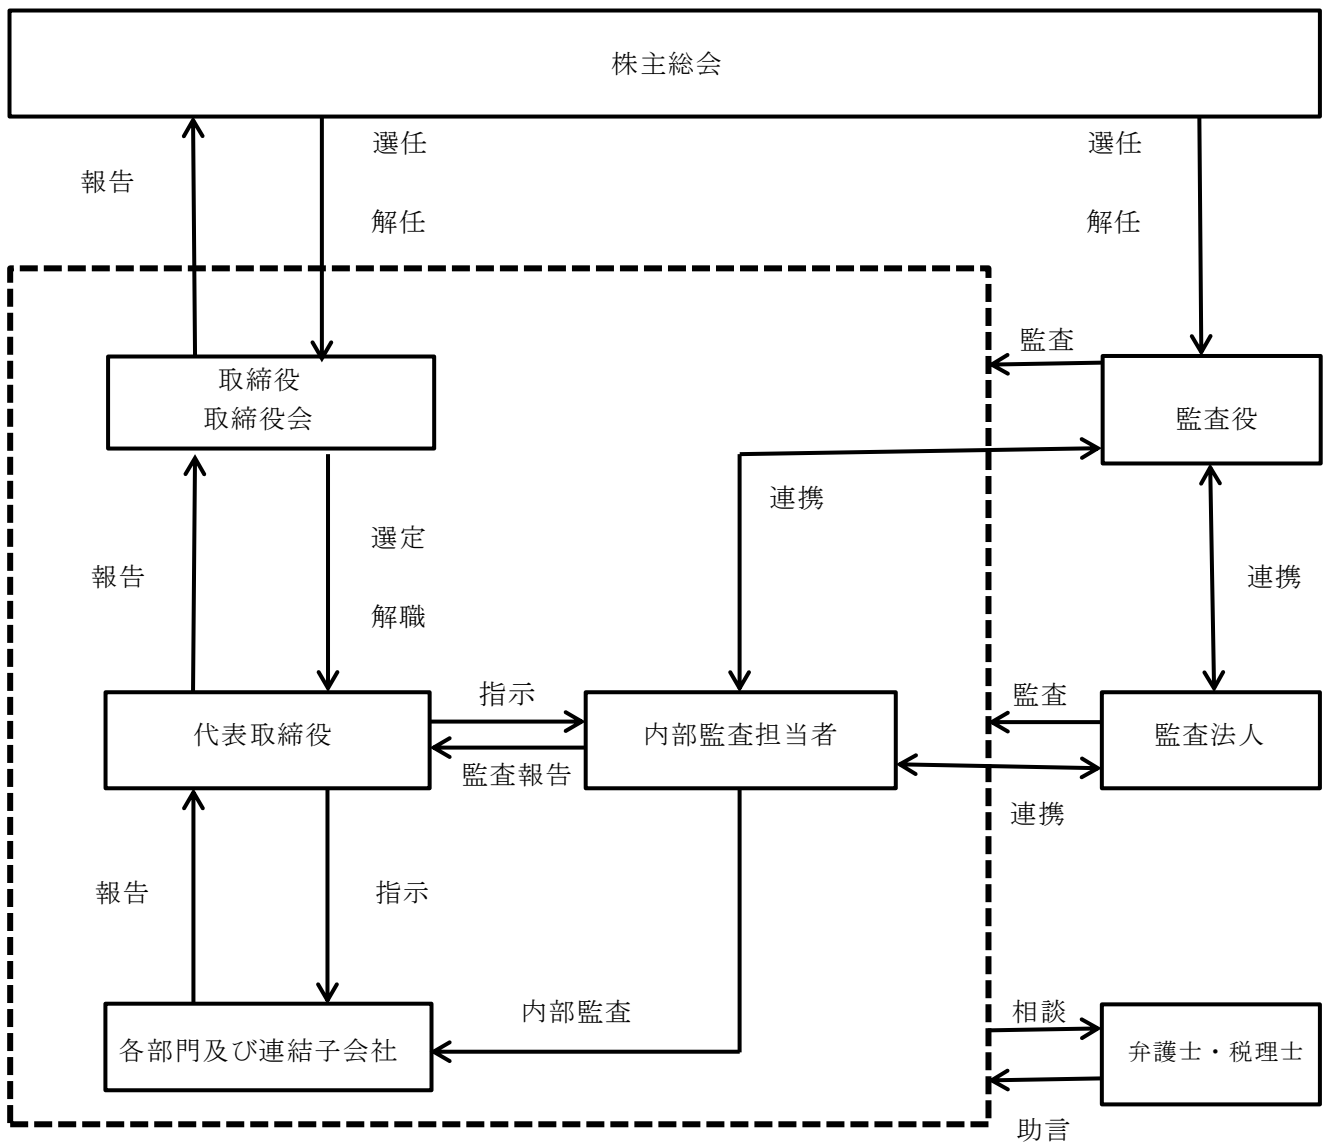 株主総会
選任
選任
報告
解任
解任
監査
取締役
取締役会
監査役
連携
選定
報告
連携
解職
指示
監査
代表取締役
内部監査担当者
監査法人
監査報告
連携
報告
指示
内部監査
相談
各部門及び連結子会社
弁護士・税理士
助言